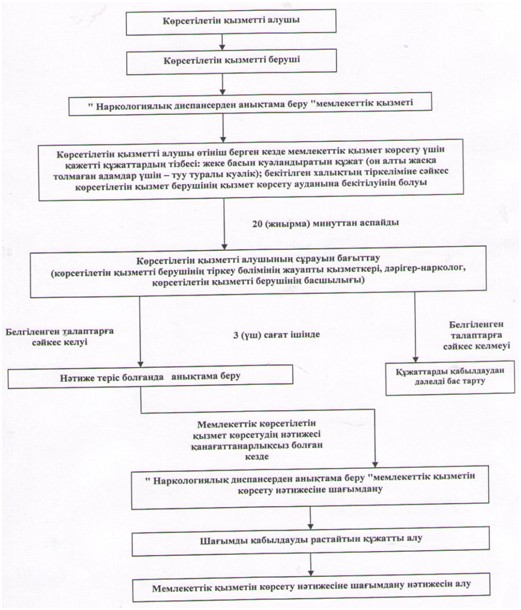 Көрсетілетін қызметті алушы
Көрсетілетін қызметті беруші
" Наркологиялық диспансерден анықтама беру "мемлекеттік қызметі
Көрсетілетін қызметті алушы өтініш берген кезде мемлекеттік қызмет көрсету үшін
қажетті құжаттардың тізбесі: жеке басын куәландыратын құжат (он алты жасқа
толмаған адамдар үшін – туу туралы куәлік); бекітілген халықтың тіркеліміне сәйкес
көрсетілетін қызмет берушінің қызмет көрсету ауданына бекітілуінің болуы
20 (жиырма) минуттан аспайды
Көрсетілетін қызметті алушының сұрауын бағыттау
(көрсетілетін қызметті берушінің тіркеу бөлімінің жауапты қызметкері, дәрігер-нарколог,
көрсетілетін қызметті берушінің басшылығы)
Белгіленген талаптарға
сәйкес келуі
3 (үш) сағат ішінде
Белгіленген
талаптарға
сәйкес келмеуі
Нәтиже теріс болғанда анықтама беру
Құжаттарды қабылдаудан
дәлелді бас тарту
Мемлекеттік көрсетілетін
қызмет көрсетудің нәтижесі
қанағаттанарлықсыз болған
кезде
" Наркологиялық диспансерден анықтама беру "мемлекеттік қызметін
көрсету нәтижесіне шағымдану
Шағымды қабылдауды растайтын құжатты алу
Мемлекеттік қызметін көрсету нәтижесіне шағымдану нәтижесін алу